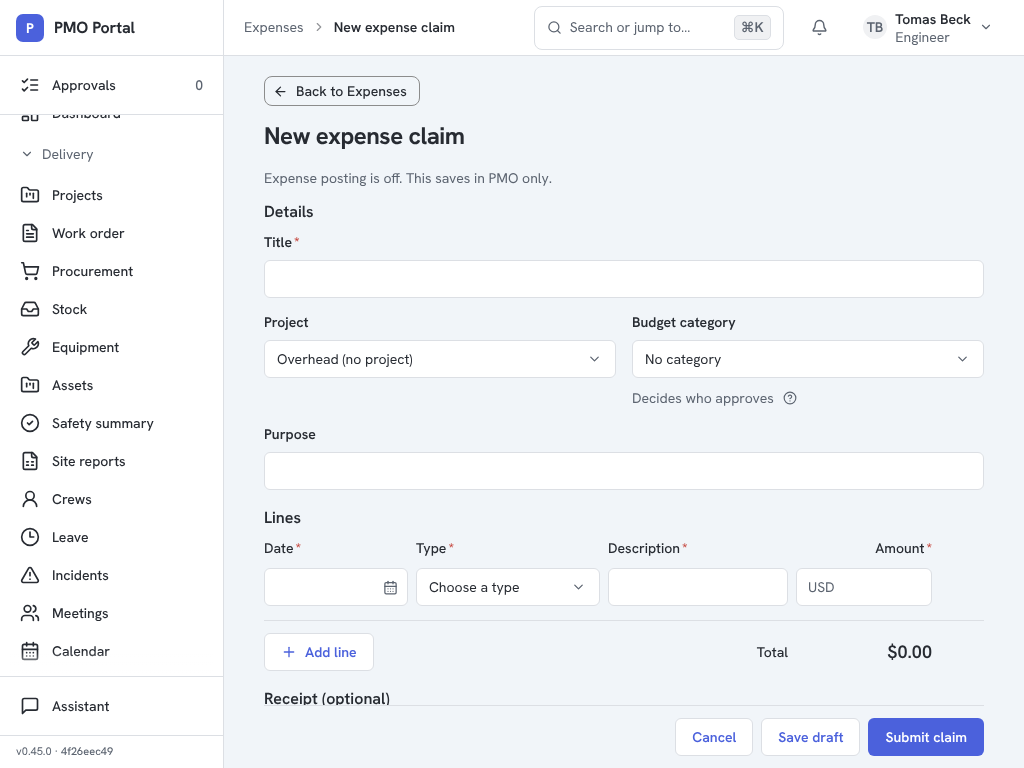 P PMO Portal
Expenses > New expense claim
Search or jump to... ⌘K
TB Tomas Beck
Engineer
Approvals 0
Dashboard
Delivery
Projects
Work order
Procurement
Stock
Equipment
Assets
Safety summary
Site reports
Crews
Leave
Incidents
Meetings
Calendar
Assistant
v0.45.0 · 4f26eec49
Back to Expenses
New expense claim
Expense posting is off. This saves in PMO only.
Details
Title *
Project Budget category
Overhead (no project) No category
Decides who approves
Purpose
Lines
Date * Type * Description * Amount *
Choose a type USD
Add line Total $0.00
Receipt (optional)
Cancel Save draft Submit claim